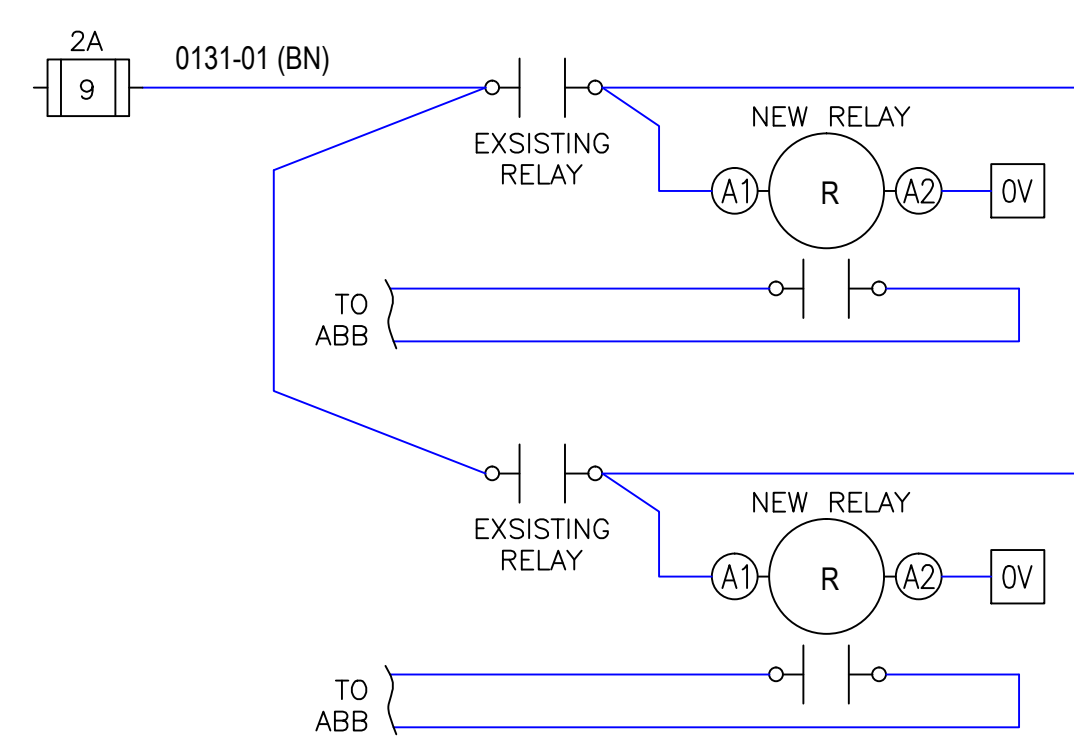 2A
9
0131-01 (BN)
EXSISTING
RELAY
NEW RELAY
A1
R
A2
0V
TO
ABB
EXSISTING
RELAY
NEW RELAY
A1
R
A2
0V
TO
ABB